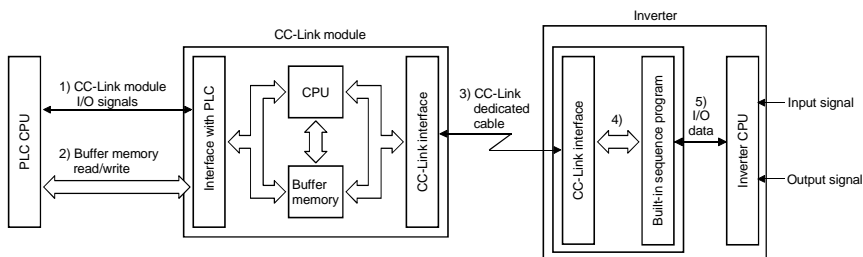 CC-Link module
Inverter
PLC CPU
1) CC-Link module
I/O signals
2) Buffer memory
read/write
Interface with PLC
CPU
Buffer
memory
CC-Link interface
3) CC-Link
dedicated
cable
CC-Link interface
4)
Built-in sequence program
5)
I/O
data
Inverter CPU
Input signal
Output signal